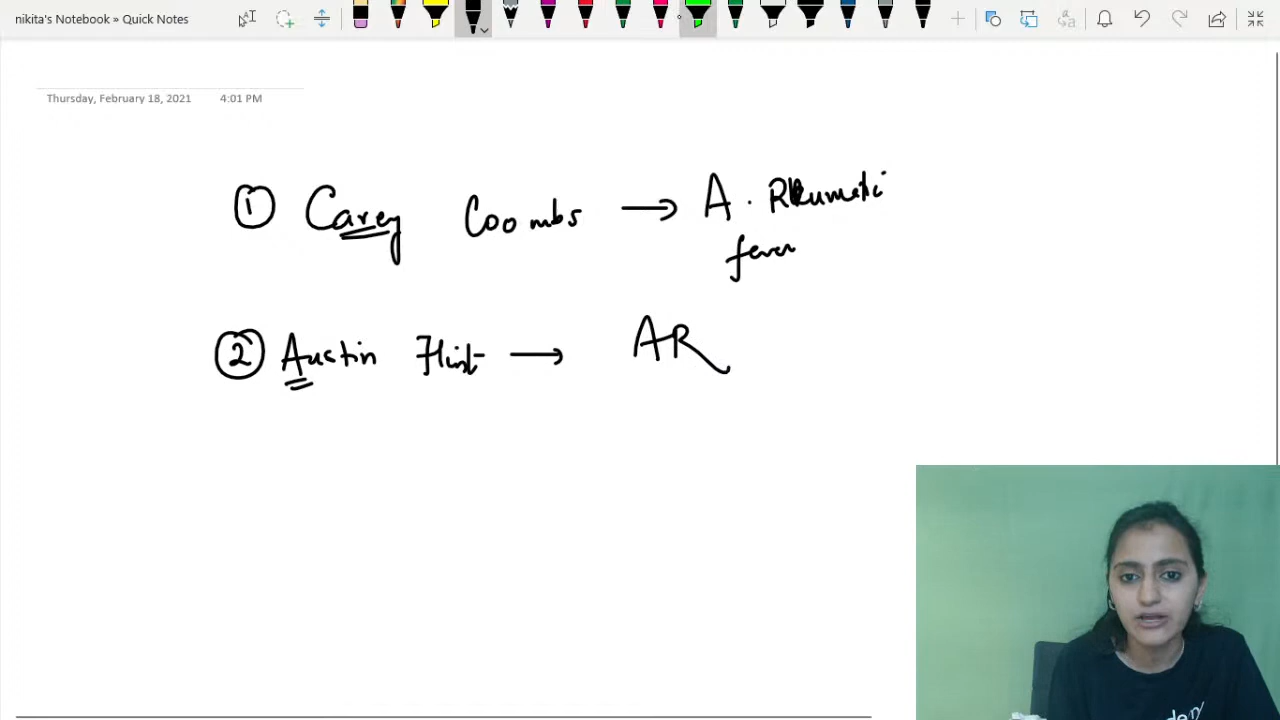 nikita's Notebook » Quick Notes
Thursday, February 18, 2021 4:01 PM
① Carey Coombs → A. Rheumatic
fever
② Austin Flint → AR